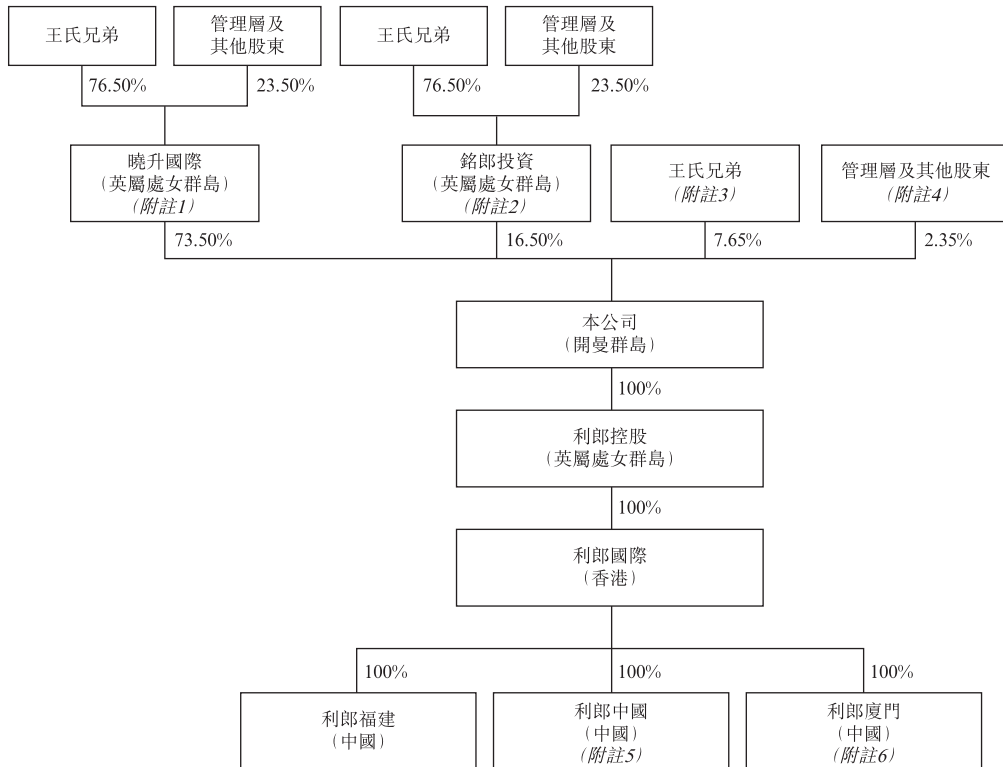 王氏兄弟
管理層及
其他股東
王氏兄弟
管理層及
其他股東
76.50%
23.50%
76.50%
23.50%
曉升國際
(英屬處女群島)
(附註1)
銘郎投資
(英屬處女群島)
(附註2)
王氏兄弟
(附註3)
管理層及其他股東
(附註4)
73.50%
16.50%
7.65%
2.35%
本公司
(開曼群島)
100%
利郎控股
(英屬處女群島)
100%
利郎國際
(香港)
100%
100%
100%
利郎福建
(中國)
利郎中國
(中國)
(附註5)
利郎廈門
(中國)
(附註6)